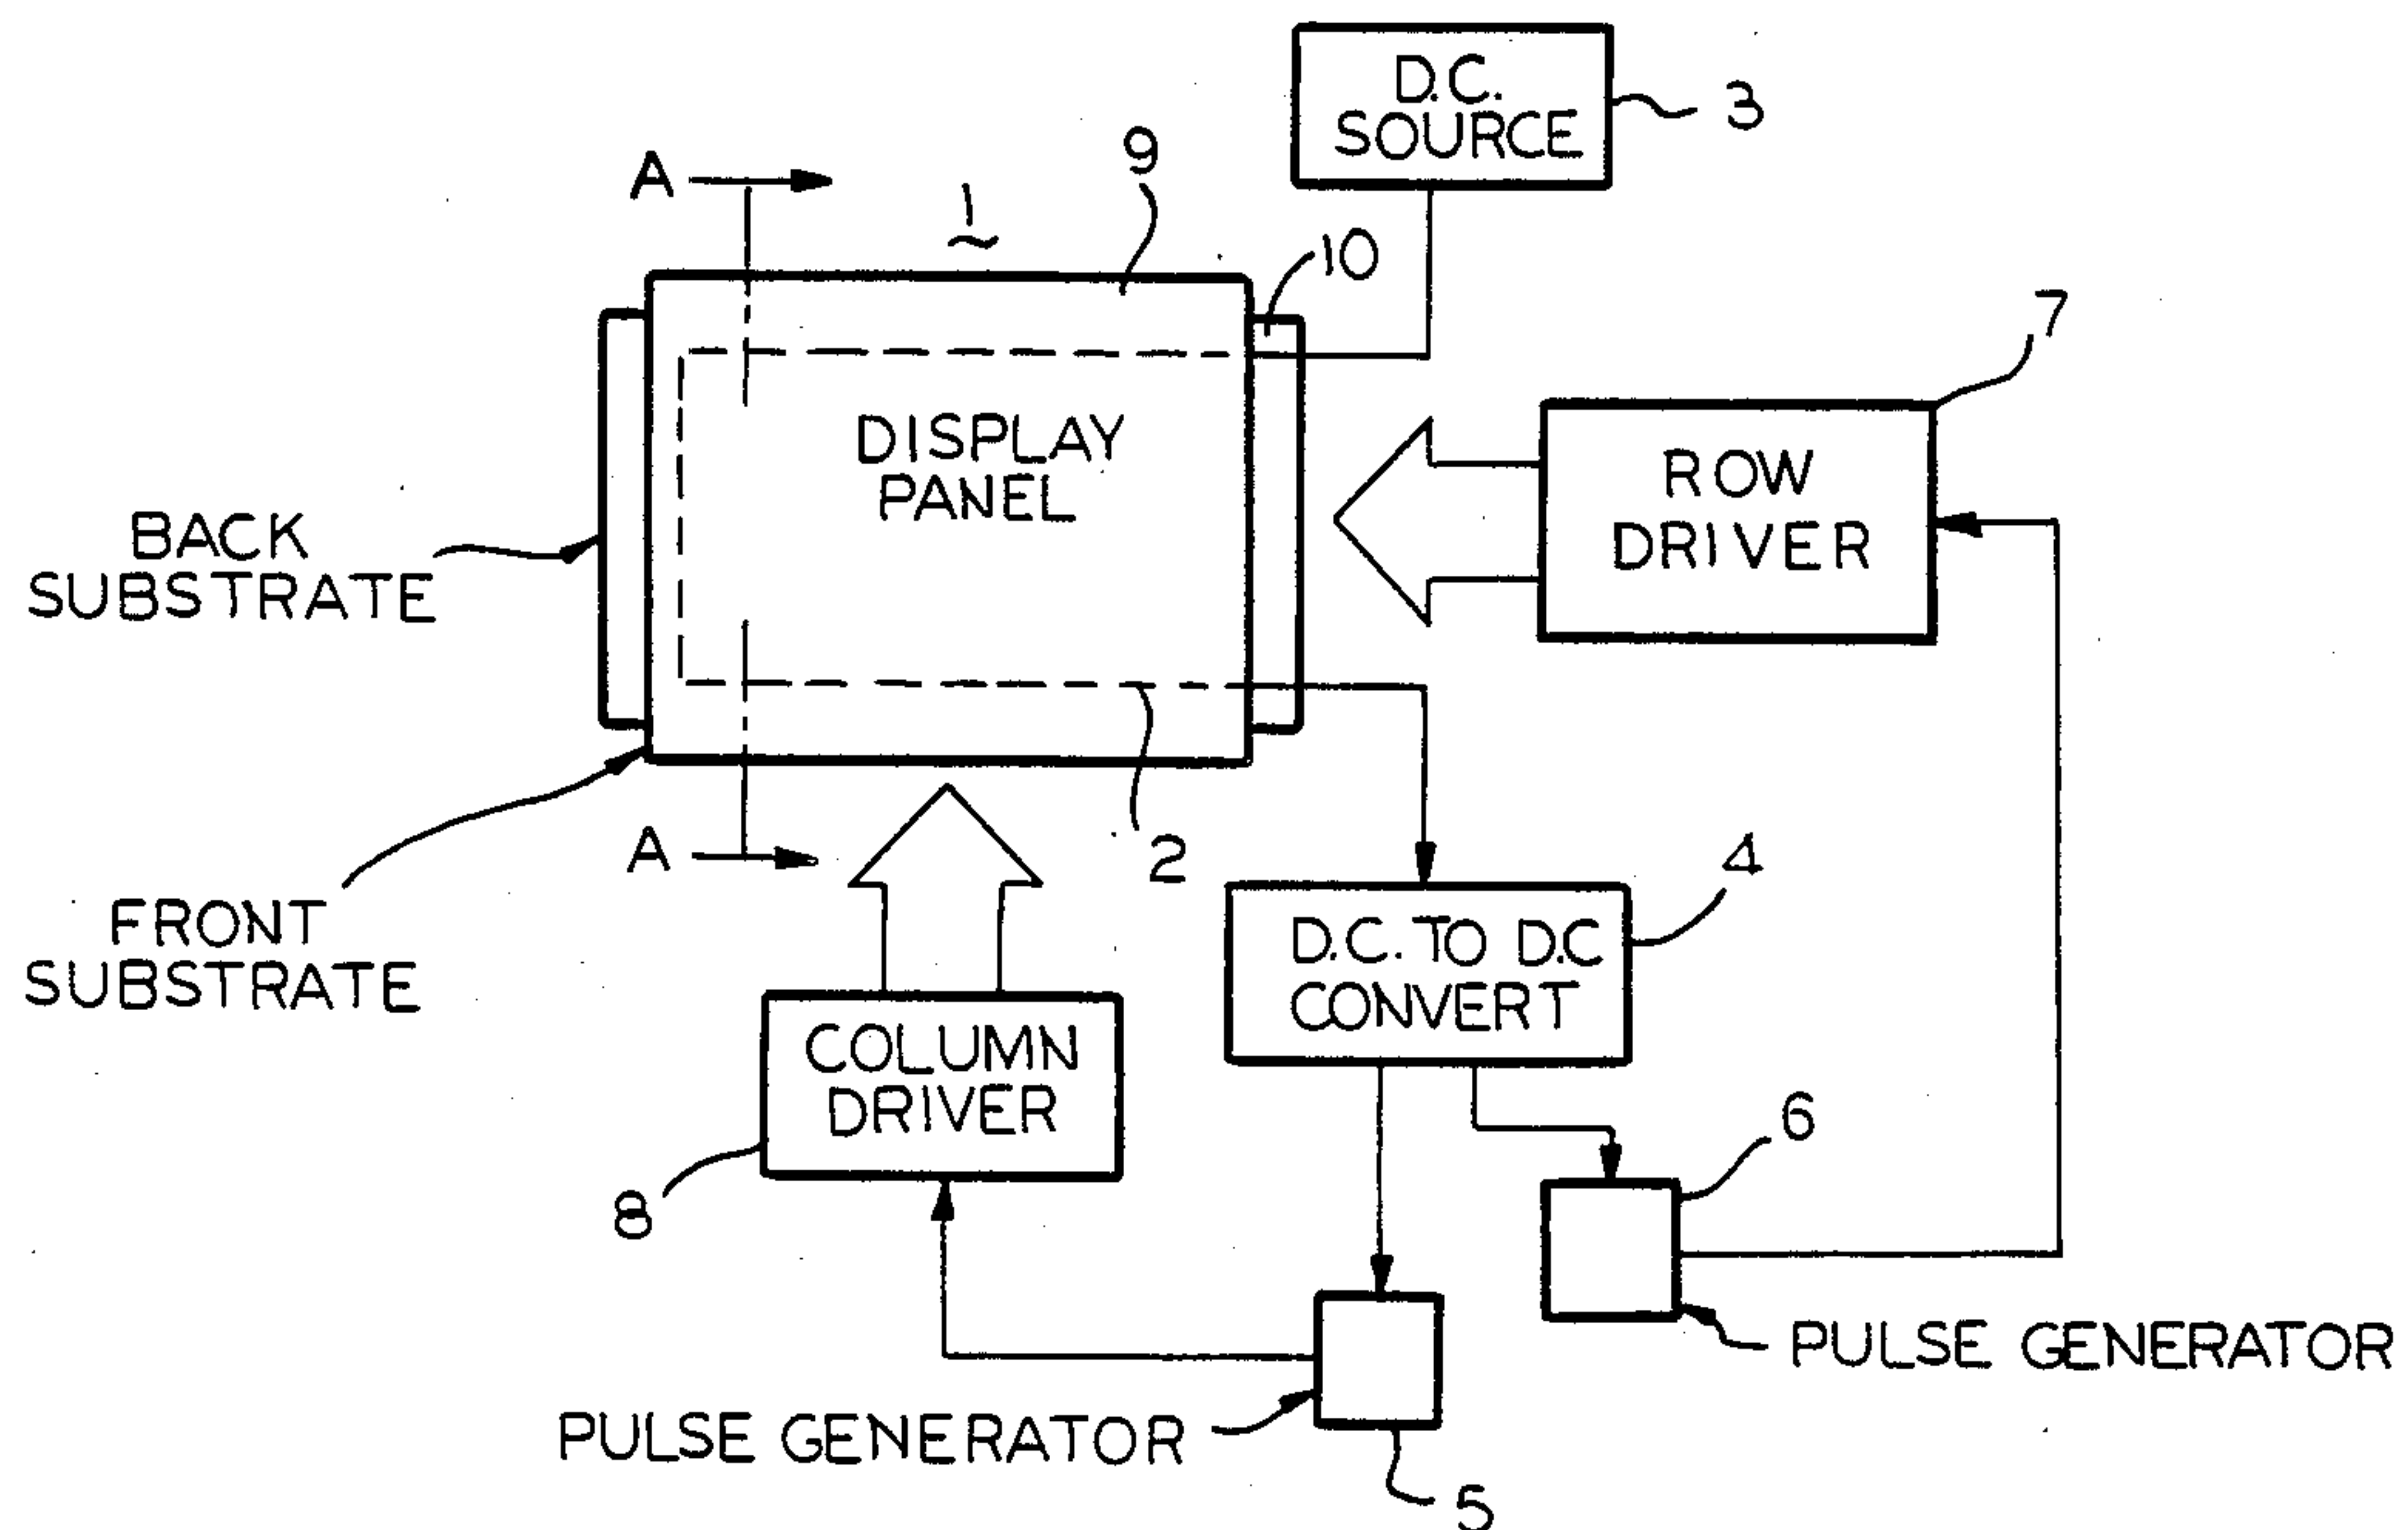 D.C.
SOURCE
3
A
1
9
10
7
DISPLAY
PANEL
ROW
DRIVER
BACK
SUBSTRATE
A
2
4
FRONT
SUBSTRATE
D.C. TO D.C
CONVERT
COLUMN
DRIVER
6
8
PULSE GENERATOR
PULSE GENERATOR
5